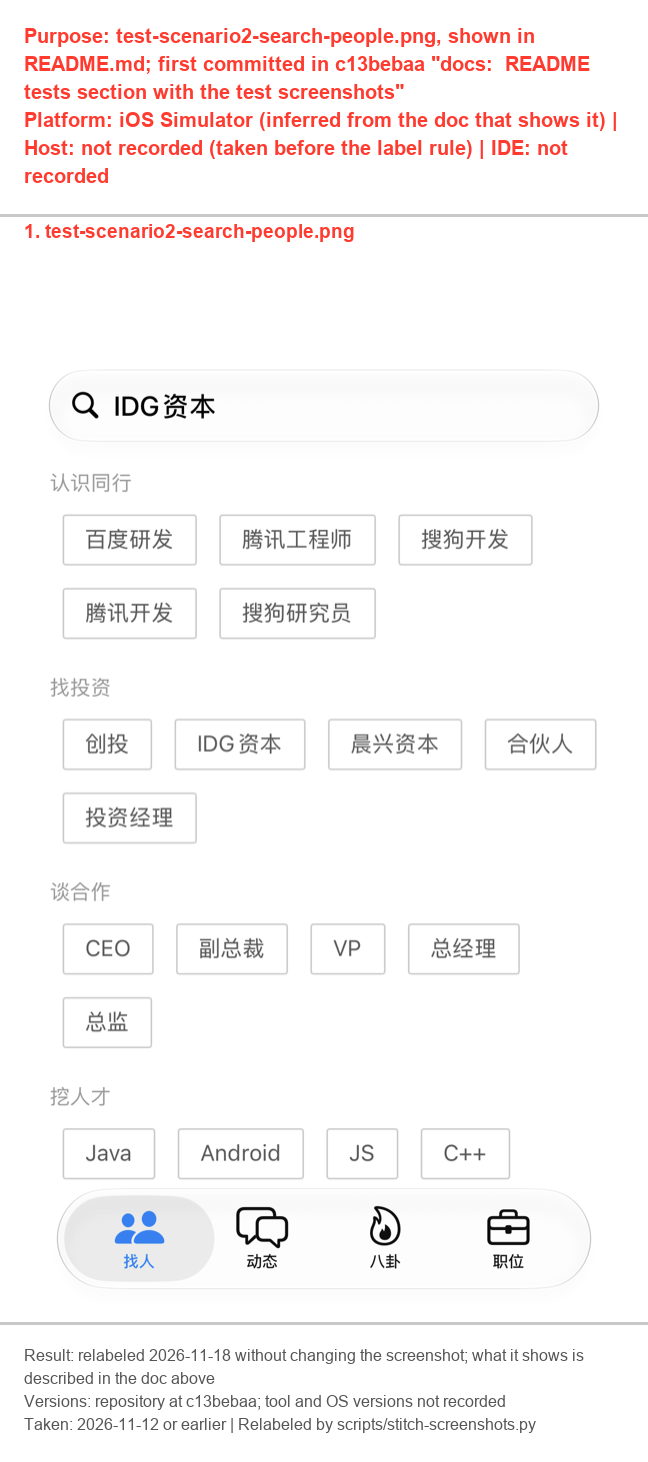 Purpose: test-scenario2-search-people.png, shown in
README.md; first committed in c13bebaa "docs:  README
tests section with the test screenshots"
Platform: iOS Simulator (inferred from the doc that shows it) |
Host: not recorded (taken before the label rule) | IDE: not
recorded
1. test-scenario2-search-people.png
IDG资本
认识同行
百度研发 腾讯工程师 搜狗开发
腾讯开发 搜狗研究员
找投资
创投 IDG资本 晨兴资本 合伙人
投资经理
谈合作
CEO 副总裁 VP 总经理
总监
挖人才
Java Android JS C++
找人 动态 八卦 职位
Result: relabeled 2026-11-18 without changing the screenshot; what it shows is
described in the doc above
Versions: repository at c13bebaa; tool and OS versions not recorded
Taken: 2026-11-12 or earlier | Relabeled by scripts/stitch-screenshots.py